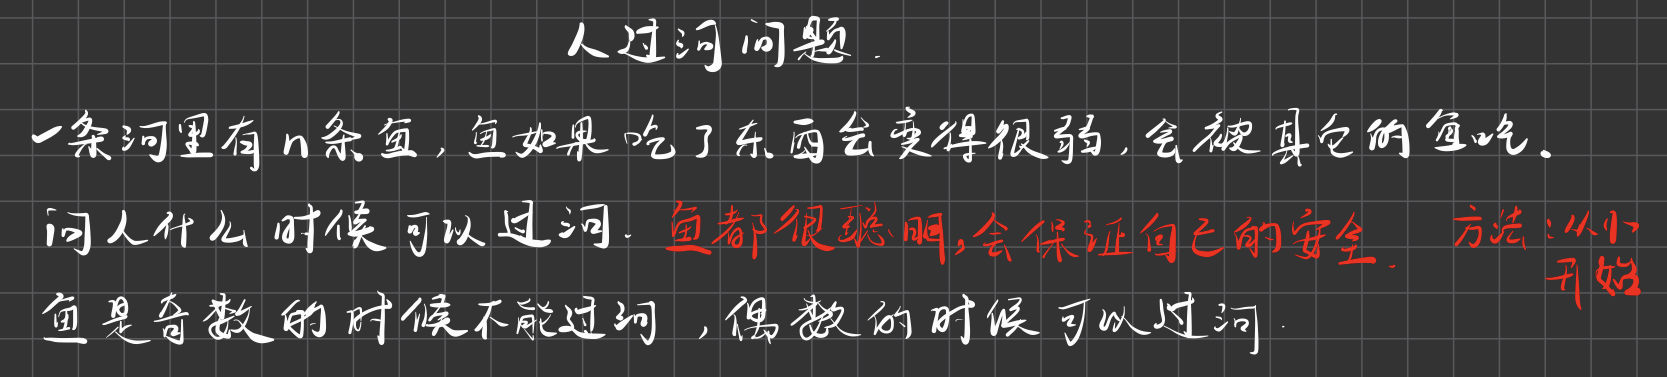 人过河问题.
一条河里有n条鱼,鱼如果吃了东西会变得很弱,会被其它的鱼吃.
问人什么时候可以过河. 鱼都很聪明,会保证自己的安全. 方法:从小
开始
鱼是奇数的时候不能过河,偶数的时候可以过河.